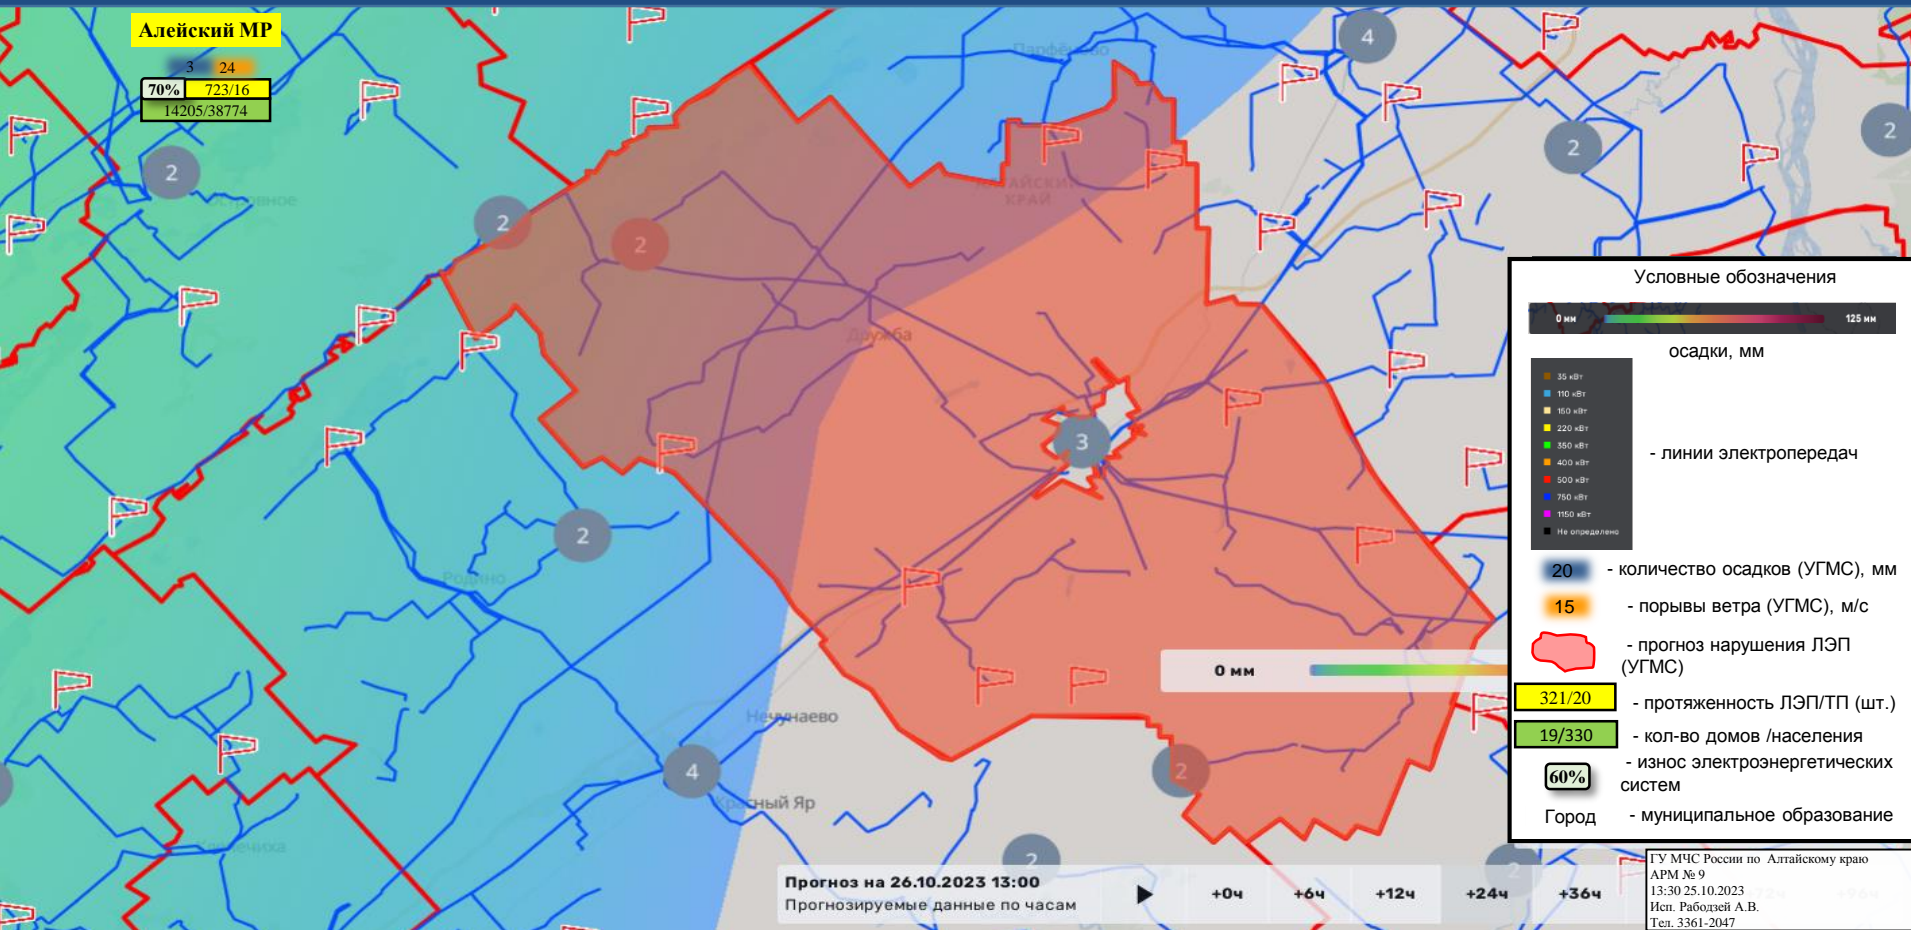 Алейский МР
3 24
70% 723/16
14205/38774
Парфёново
4
2
2
2
Островное
2
2
АЛТАЙСКИЙ
КРАЙ
Дружба
3
2
Родино
Нечунаево
4
Красный Яр
2
2
2
Ключи
0 мм
Условные обозначения
0 мм 125 мм
осадки, мм
35 кВт
110 кВт
150 кВт
220 кВт
350 кВт
400 кВт
500 кВт
750 кВт
1150 кВт
Не определено
- линии электропередач
20 - количество осадков (УГМС), мм
15 - порывы ветра (УГМС), м/с
- прогноз нарушения ЛЭП
(УГМС)
321/20 - протяженность ЛЭП/ТП (шт.)
19/330 - кол-во домов /населения
60% - износ электроэнергетических
систем
Город - муниципальное образование
Прогноз на 26.10.2023 13:00
Прогнозируемые данные по часам
+0ч +6ч +12ч +24ч +36ч
ГУ МЧС России по Алтайскому краю
АРМ № 9
13:30 25.10.2023
Исп. Рабодзей А.В.
Тел. 3361-2047